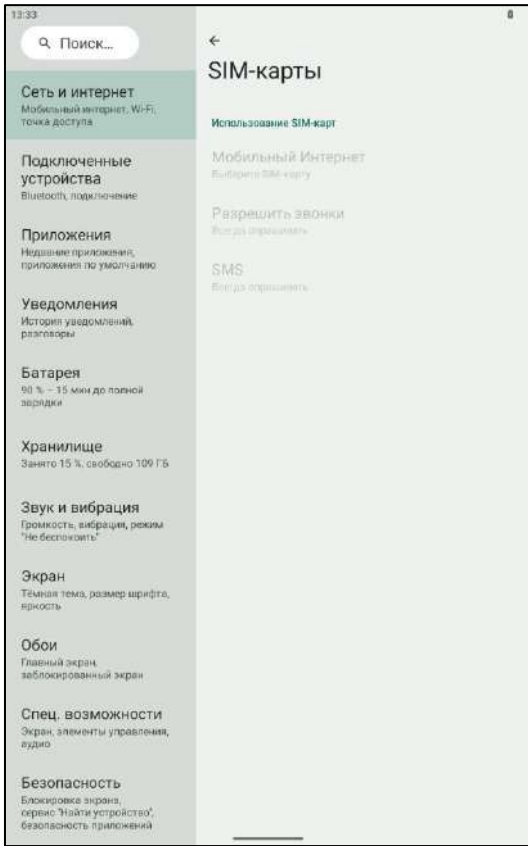 13:33
Поиск...
Сеть и интернет
Мобильный интернет, Wi-Fi,
точка доступа
Подключенные
устройства
Bluetooth, подключение
Приложения
Недавние приложения,
приложения по умолчанию
Уведомления
История уведомлений,
разговоры
Батарея
90 % – 15 мин до полной
зарядки
Хранилище
Занято 15 %, свободно 109 ГБ
Звук и вибрация
Громкость, вибрация, режим
"Не беспокоить"
Экран
Тёмная тема, размер шрифта,
яркость
Обои
Главный экран,
заблокированный экран
Спец. возможности
Экран, элементы управления,
аудио
Безопасность
Блокировка экрана,
сервис "Найти устройство",
безопасность приложений
SIM-карты
Использование SIM-карт
Мобильный Интернет
Выберите SIM-карту
Разрешить звонки
Всегда спрашивать
SMS
Всегда спрашивать